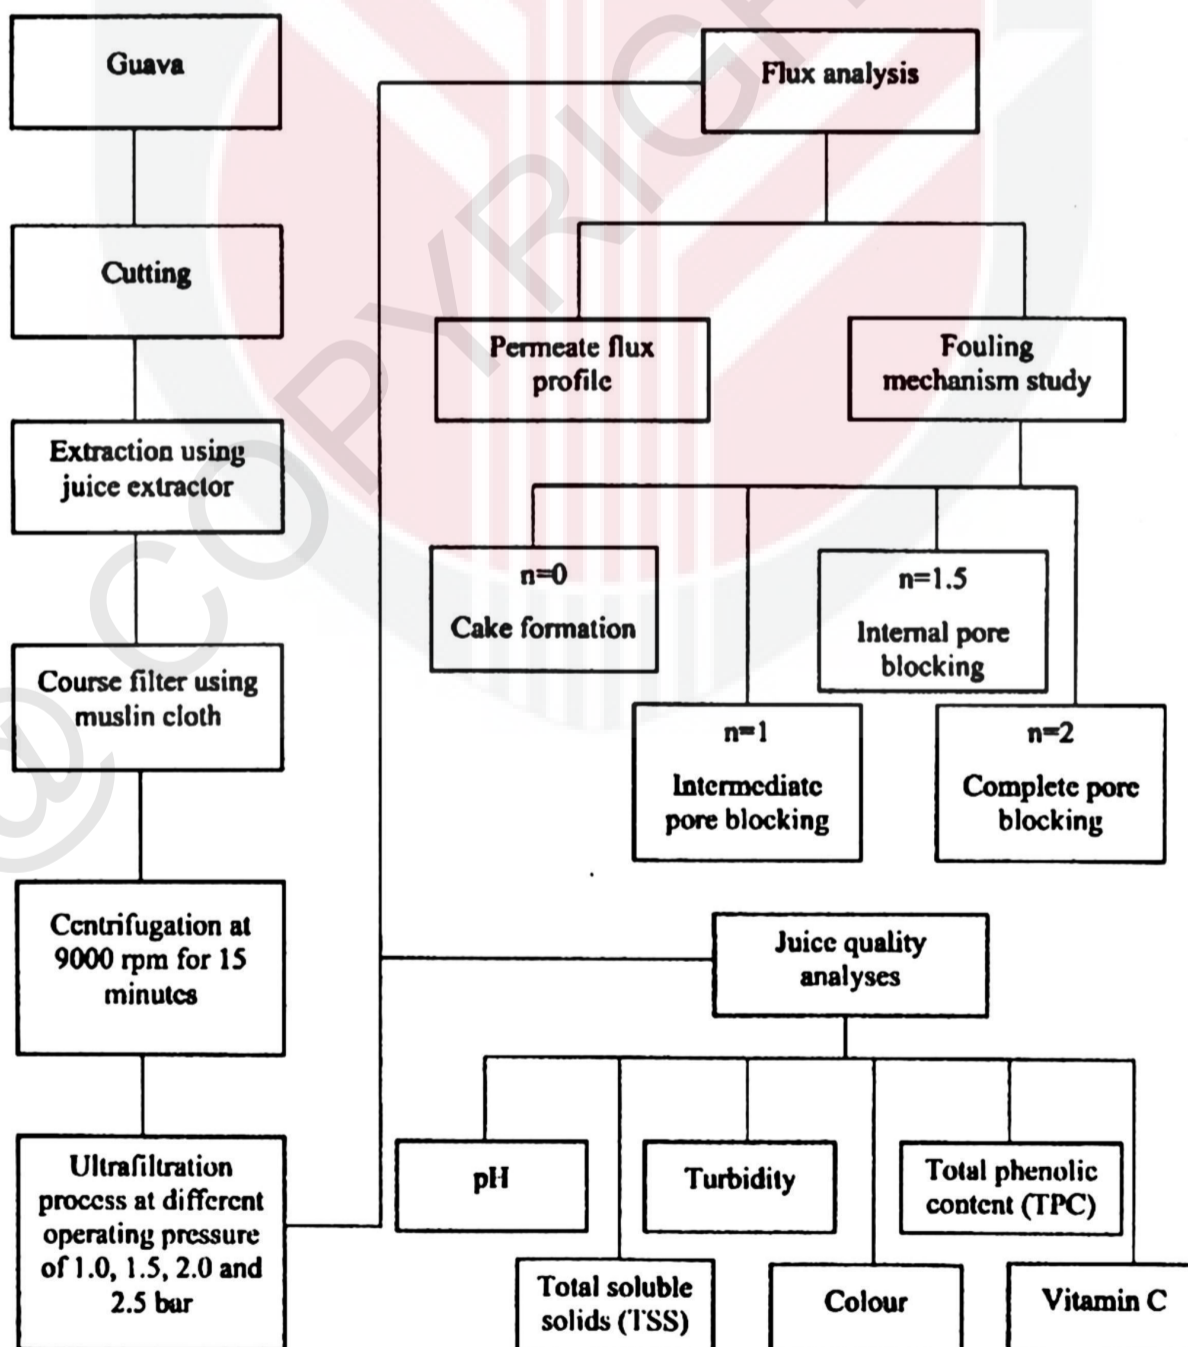 Guava
Cutting
Extraction using
juice extractor
Course filter using
muslin cloth
Centrifugation at
9000 rpm for 15
minutes
Ultrafiltration
process at different
operating pressure
of 1.0, 1.5, 2.0 and
2.5 bar
Flux analysis
Permeate flux
profile
Fouling
mechanism study
n=0
Cake formation
n=1.5
Internal pore
blocking
n=1
Intermediate
pore blocking
n=2
Complete pore
blocking
Juice quality
analyses
pH
Turbidity
Total phenolic
content (TPC)
Total soluble
solids (TSS)
Colour
Vitamin C
@ COPYRIGH